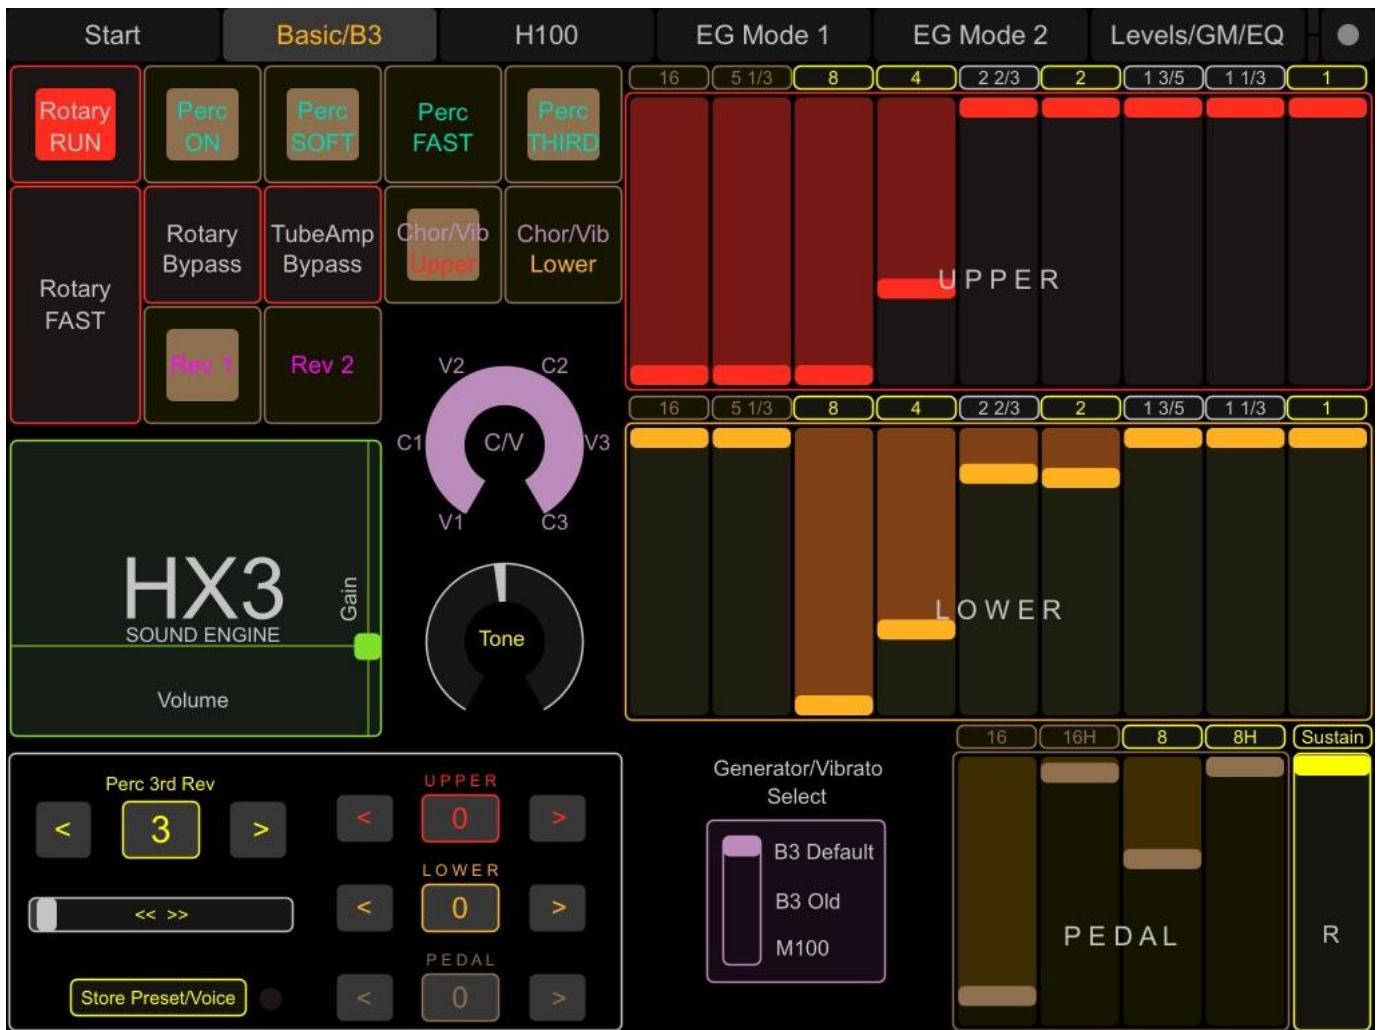 Start
Basic/B3
H100
EG Mode 1
EG Mode 2
Levels/GM/EQ
Rotary
RUN
Perc
ON
Perc
SOFT
Perc
FAST
Perc
THIRD
Rotary
FAST
Rotary
Bypass
TubeAmp
Bypass
Chor/Vib
Upper
Chor/Vib
Lower
Rev 1
Rev 2
16
5 1/3
8
4
2 2/3
2
1 3/5
1 1/3
1
UPPER
V2
C2
C1
C/V
V3
V1
C3
16
5 1/3
8
4
2 2/3
2
1 3/5
1 1/3
1
LOWER
HX3
SOUND ENGINE
Gain
Volume
Tone
Perc 3rd Rev
<
3
>
<< >>
Store Preset/Voice
UPPER
<
0
>
LOWER
<
0
>
PEDAL
<
0
>
Generator/Vibrato
Select
B3 Default
B3 Old
M100
16
16H
8
8H
Sustain
PEDAL
R